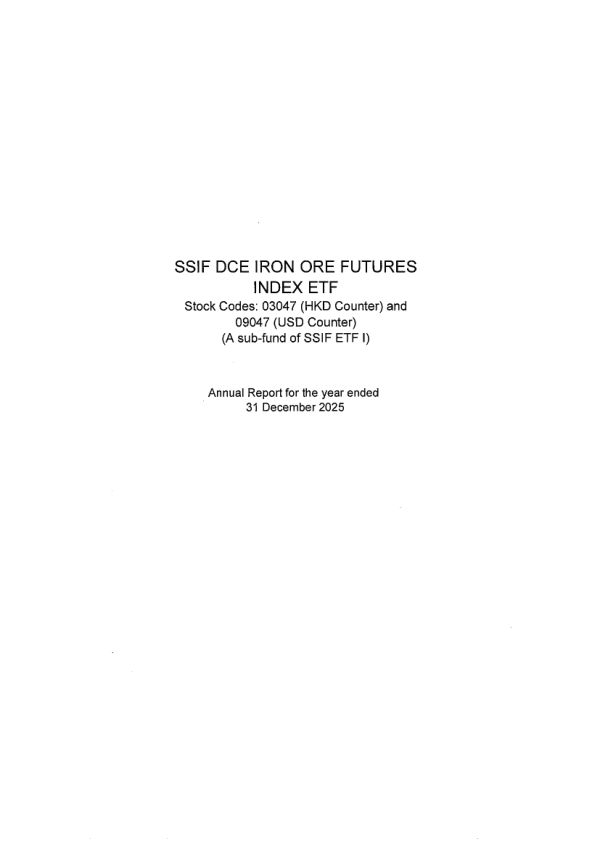 SSIF DCE IRON ORE FUTURES
INDEX ETF
Stock Codes: 03047 (HKD Counter) and
09047 (USD Counter)
(A sub-fund of SSIF ETF I)
Annual Report for the year ended
31 December 2025